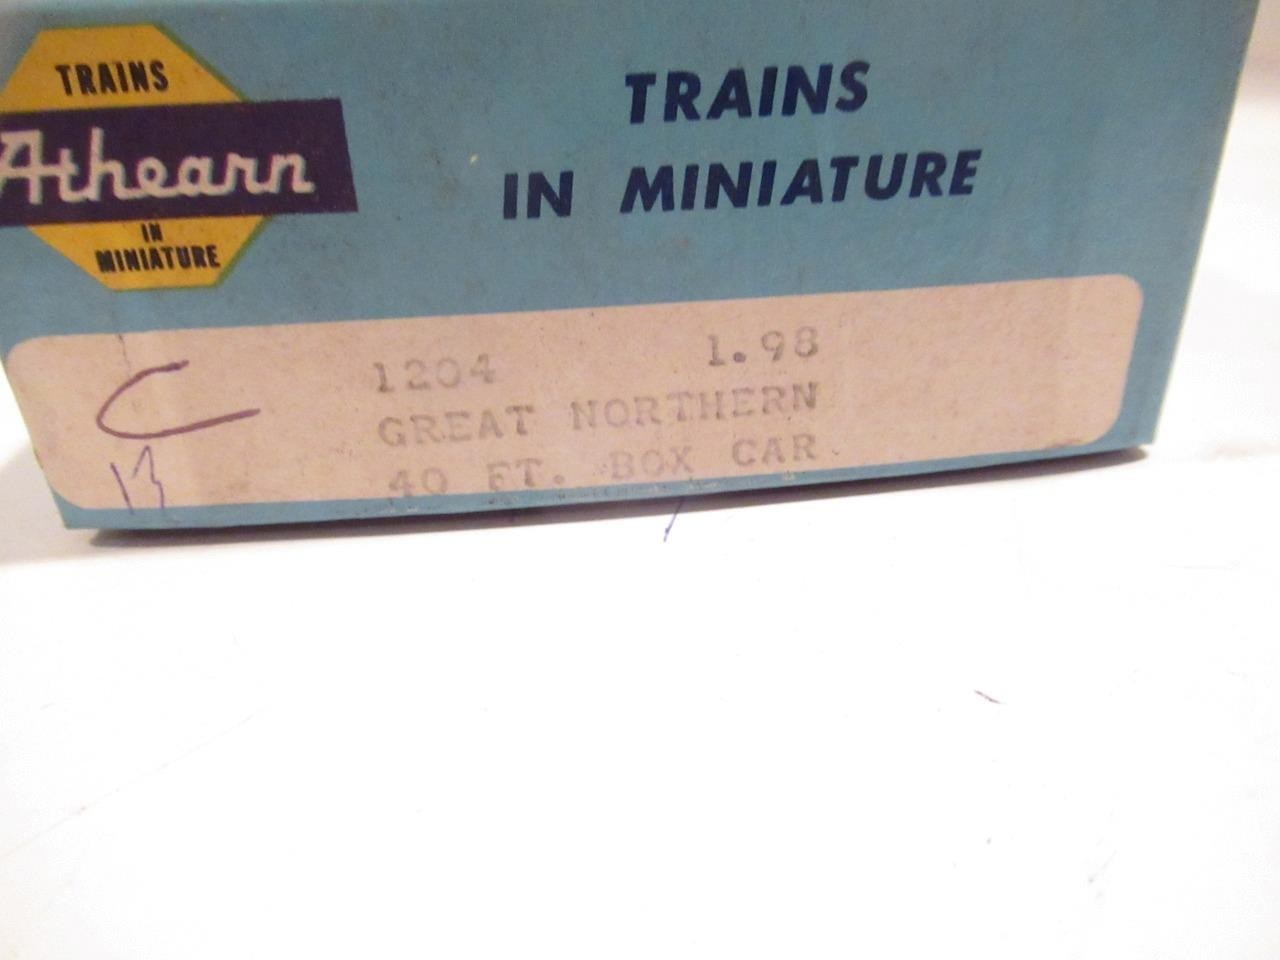 TRAINS
Athearn
IN
MINIATURE
TRAINS
IN MINIATURE
1204 1.98
GREAT NORTHERN
40 FT. BOX CAR
C
13